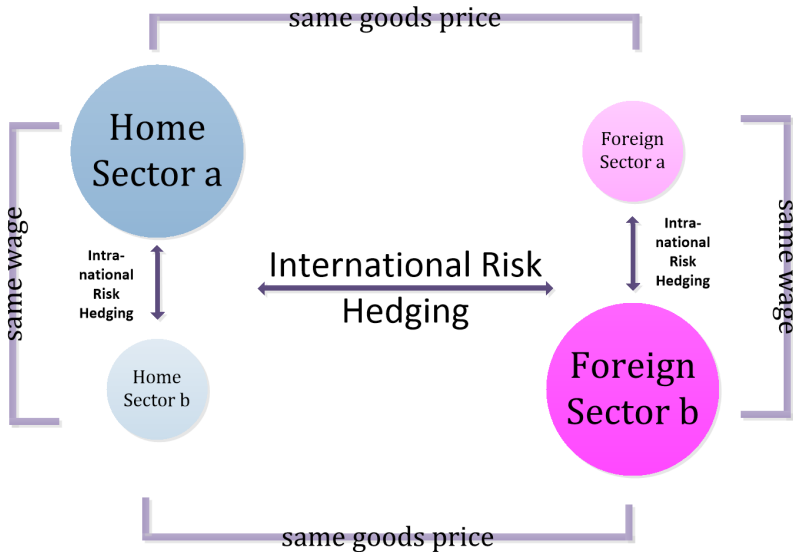 same goods price
Home
Sector a
Foreign
Sector a
same wage
same wage
Intra-
national
Risk
Hedging
International Risk
Hedging
Intra-
national
Risk
Hedging
Home
Sector b
Foreign
Sector b
same goods price